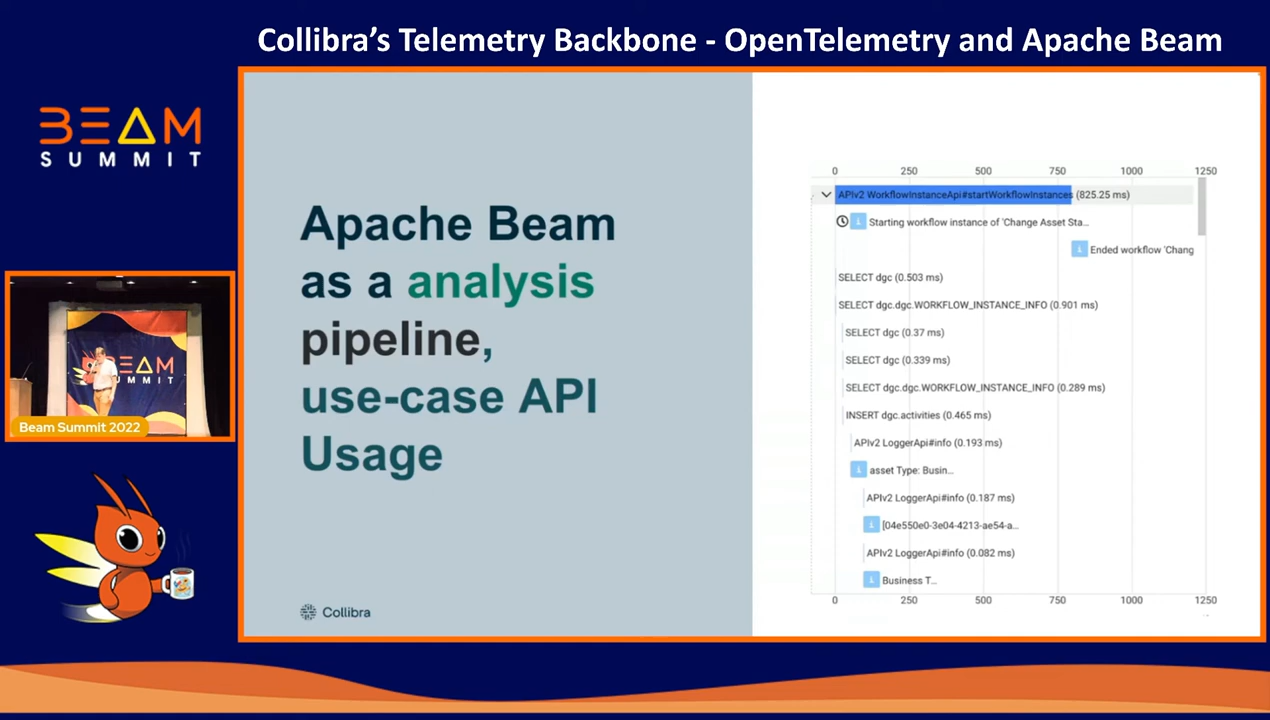 Collibra's Telemetry Backbone - OpenTelemetry and Apache Beam
BEAM
SUMMIT
Apache Beam
as a analysis
pipeline,
use-case API
Usage
Collibra
0 250 500 750 1000 1250
APIv2 WorkflowInstanceApi#startWorkflowInstances (825.25 ms)
Starting workflow instance of 'Change Asset Sta...
Ended workflow 'Chang
SELECT dgc (0.503 ms)
SELECT dgc.dgc.WORKFLOW_INSTANCE_INFO (0.901 ms)
SELECT dgc (0.37 ms)
SELECT dgc (0.339 ms)
SELECT dgc.dgc.WORKFLOW_INSTANCE_INFO (0.289 ms)
INSERT dgc.activities (0.465 ms)
APIv2 LoggerApi#info (0.193 ms)
i asset Type: Busin...
APIv2 LoggerApi#info (0.187 ms)
i [04e550e0-3e04-4213-ae54-a...
APIv2 LoggerApi#info (0.082 ms)
i Business T...
0 250 500 750 1000 1250
BEAM
SUMMIT
Beam Summit 2022